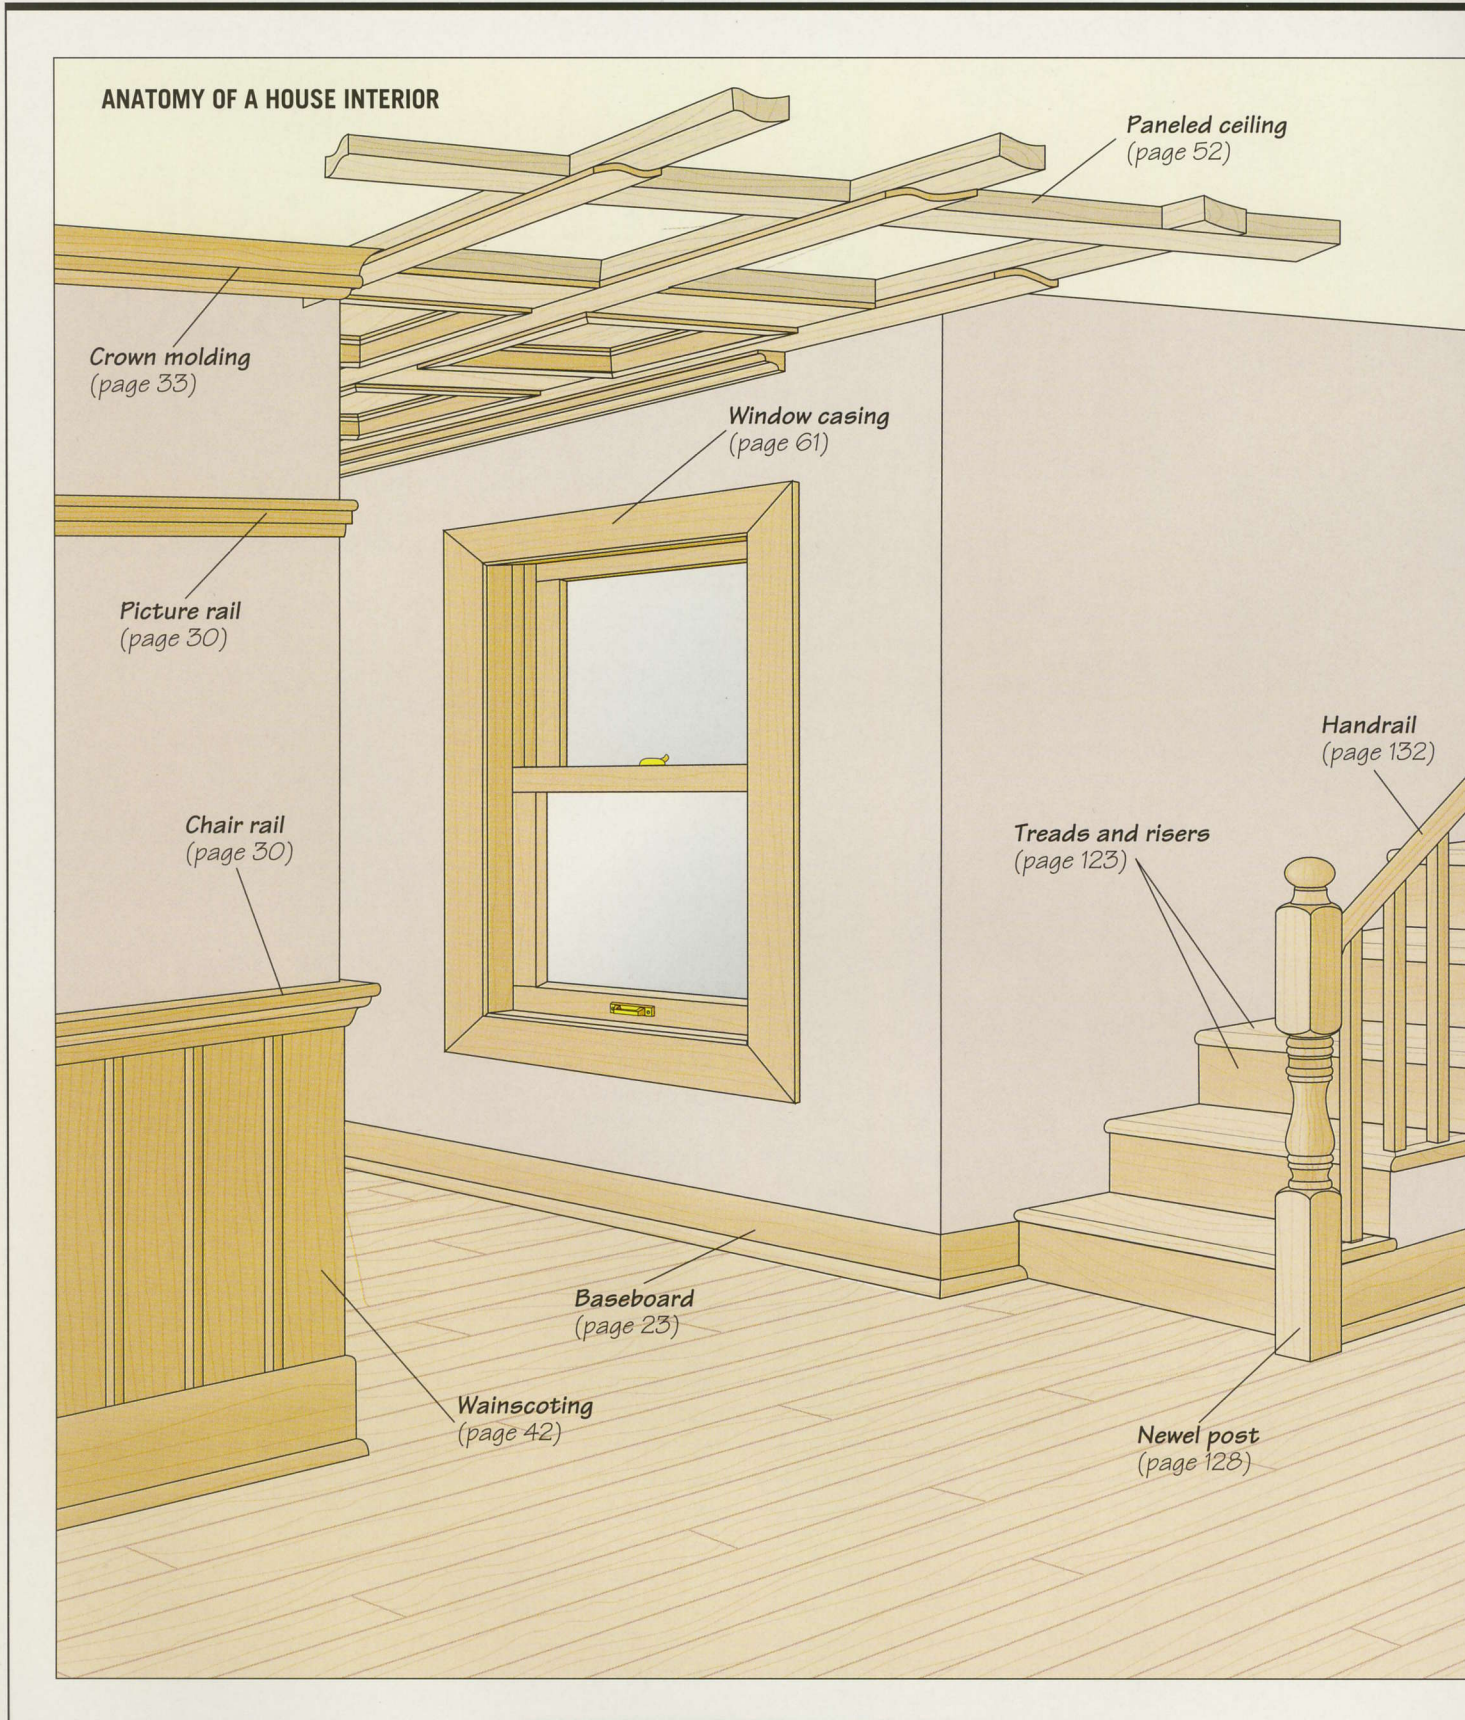 ANATOMY OF A HOUSE INTERIOR
Paneled ceiling
(page 52)
Crown molding
(page 33)
Window casing
(page 61)
Picture rail
(page 30)
Handrail
(page 132)
Chair rail
(page 30)
Treads and risers
(page 123)
Baseboard
(page 23)
Wainscoting
(page 42)
Newel post
(page 128)